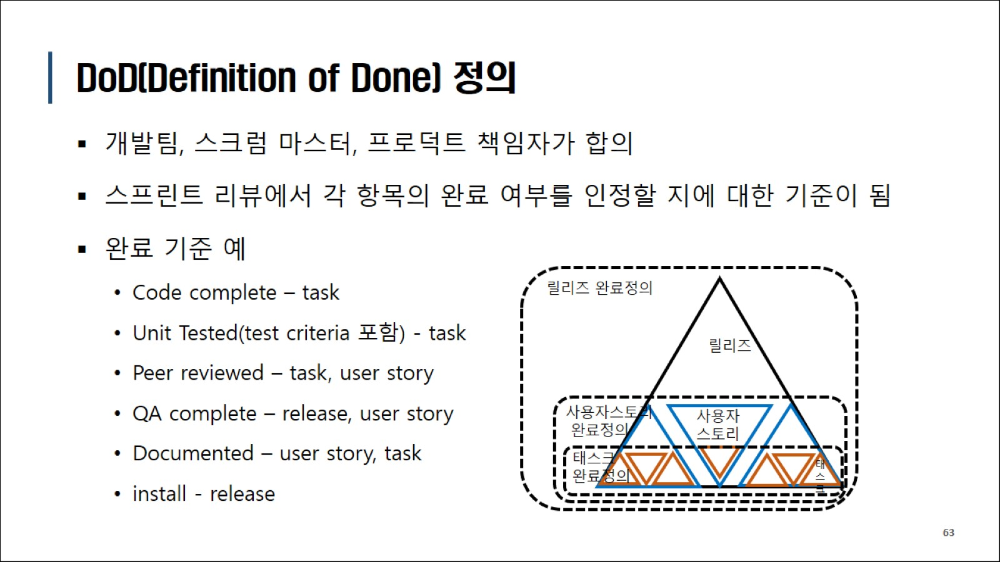 DoD(Definition of Done) 정의
▪ 개발팀, 스크럼 마스터, 프로덕트 책임자가 합의
▪ 스프린트 리뷰에서 각 항목의 완료 여부를 인정할 지에 대한 기준이 됨
▪ 완료 기준 예
• Code complete – task
• Unit Tested(test criteria 포함) - task
• Peer reviewed – task, user story
• QA complete – release, user story
• Documented – user story, task
• install - release
릴리즈 완료정의
릴리즈
사용자스토리
완료정의
사용자
스토리
태스크
완료정의
태
스
크
63